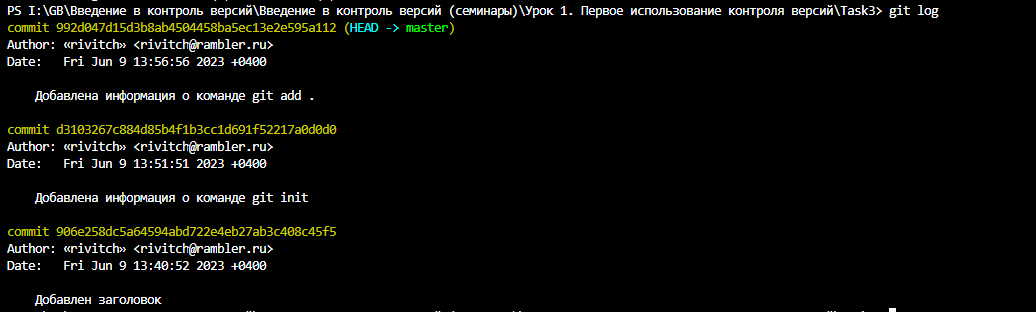 PS I:\GB\Введение в контроль версий\Введение в контроль версий (семинары)\Урок 1. Первое использование контроля версий\Task3> git log
commit 992d047d15d3b8ab4504458ba5ec13e2e595a112 (HEAD -> master)
Author: «rivitch» <rivitch@rambler.ru>
Date:   Fri Jun 9 13:56:56 2023 +0400
Добавлена информация о команде git add .
commit d3103267c884d85b4f1b3cc1d691f52217a0d0d0
Author: «rivitch» <rivitch@rambler.ru>
Date:   Fri Jun 9 13:51:51 2023 +0400
Добавлена информация о команде git init
commit 906e258dc5a64594abd722e4eb27ab3c408c45f5
Author: «rivitch» <rivitch@rambler.ru>
Date:   Fri Jun 9 13:40:52 2023 +0400
Добавлен заголовок